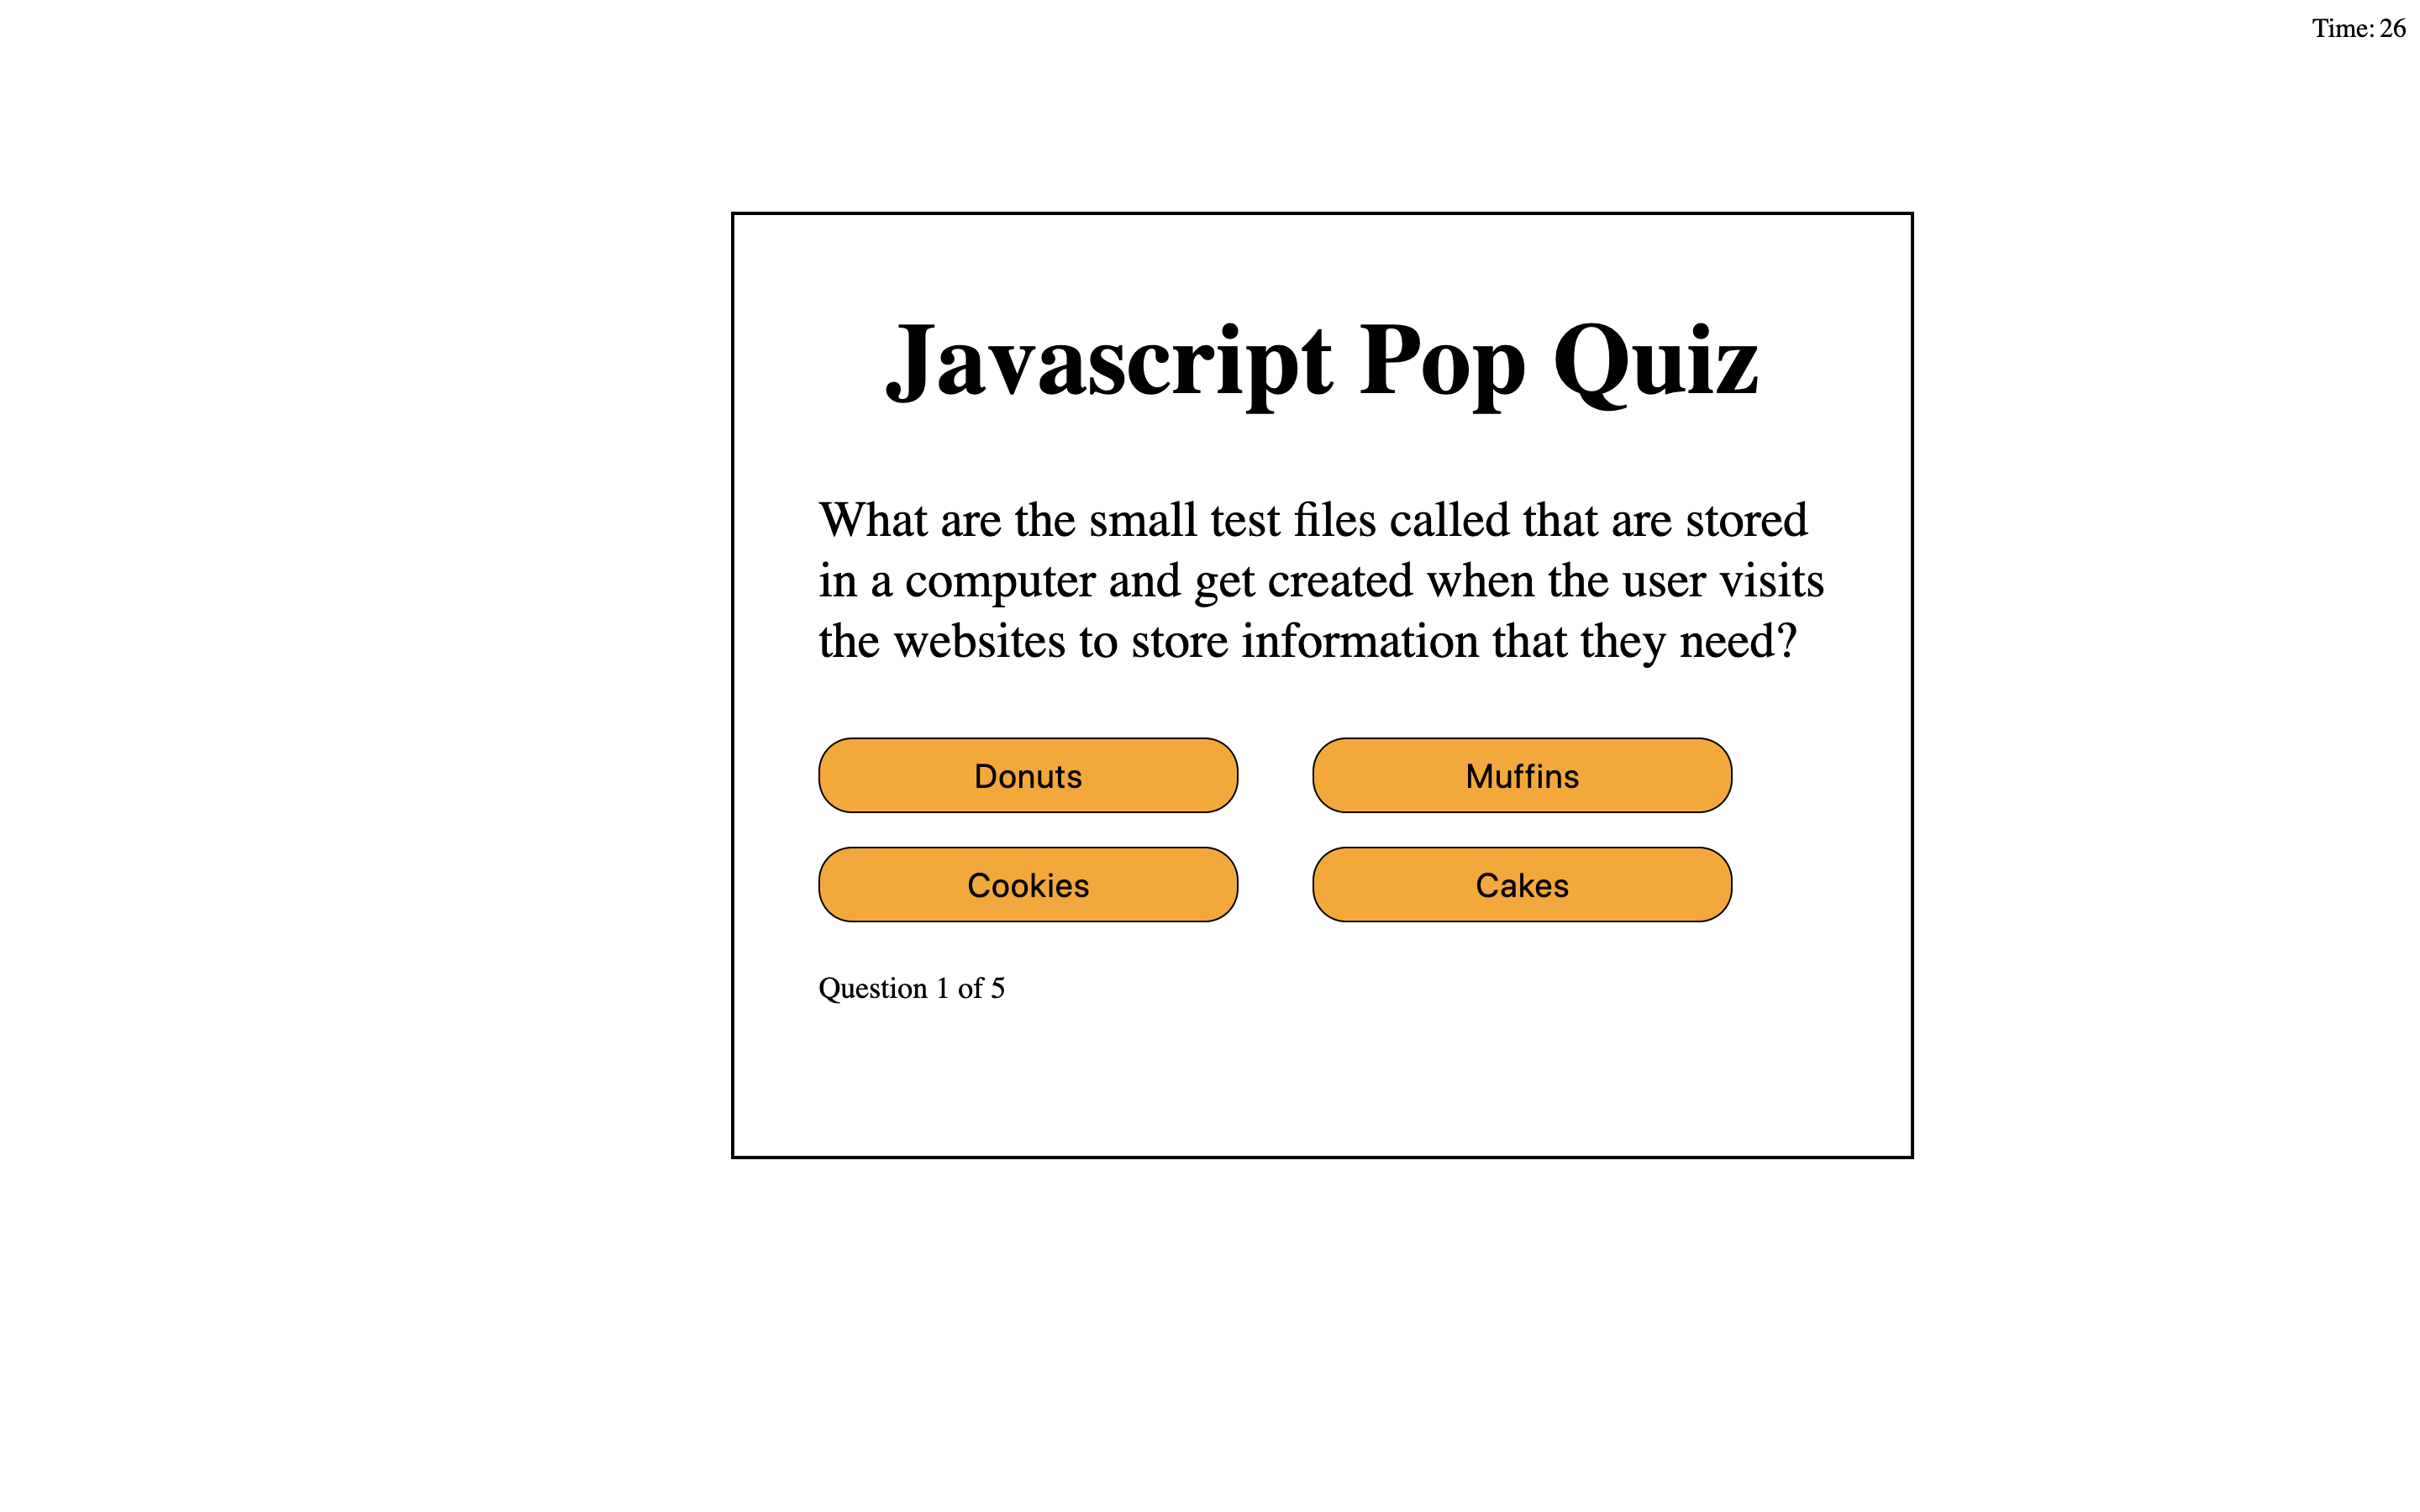 Time: 26
Javascript Pop Quiz
What are the small test files called that are stored
in a computer and get created when the user visits
the websites to store information that they need?
Donuts
Muffins
Cookies
Cakes
Question 1 of 5